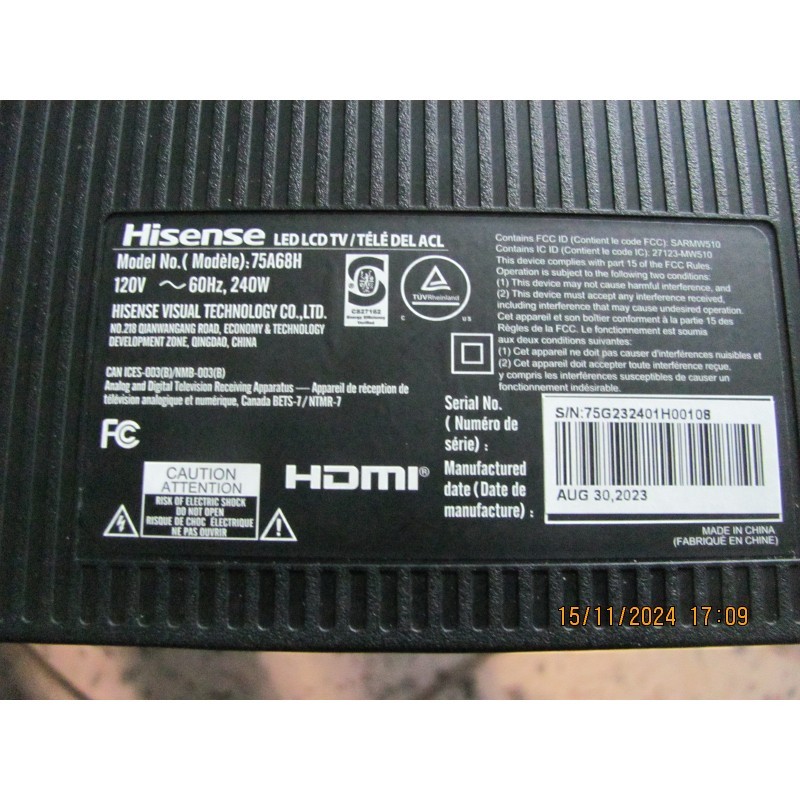 Hisense LED LCD TV / TÉLÉ DEL ACL
Model No.( Modèle): 75A68H
120V ~ 60Hz, 240W
HISENSE VISUAL TECHNOLOGY CO., LTD.
NO.218 QIANWANGANG ROAD, ECONOMY & TECHNOLOGY
DEVELOPMENT ZONE, QINGDAO, CHINA
CAN ICES-003(B)/NMB-003(B)
Analog and Digital Television Receiving Apparatus — Appareil de réception de
télévision analogique et numérique, Canada BETS-7 / NTMR-7
FC
CAUTION
ATTENTION
RISK OF ELECTRIC SHOCK
DO NOT OPEN
RISQUE DE CHOC ÉLECTRIQUE
NE PAS OUVRIR
HDMI®
CS27162
Energy Efficiency
Verified
TÜVRheinland
C US
Contains FCC ID (Contient le code FCC): SARMW510
Contains IC ID (Contient le code IC): 27123-MW510
This device complies with part 15 of the FCC Rules.
Operation is subject to the following two conditions:
(1) This device may not cause harmful interference, and
(2) This device must accept any interference received,
including interference that may cause undesired operation.
Cet appareil et son boîtier conforment à la partie 15 des
Règles de la FCC. Le fonctionnement est soumis
aux deux conditions suivantes:
(1) Cet appareil ne doit pas causer d'interférences nuisibles et
(2) Cet appareil doit accepter toute interférence reçue,
y compris les interférences susceptibles de causer un
fonctionnement indésirable.
Serial No.
( Numéro de
série) :
S/N:75G232401H00108
Manufactured
date (Date de
manufacture) :
AUG 30,2023
MADE IN CHINA
(FABRIQUÉ EN CHINE)
15/11/2024 17:09